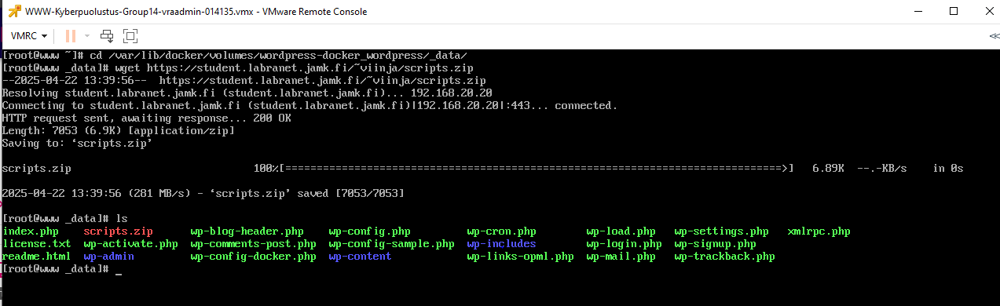 WWW-Kyberpuolustus-Group14-vraadmin-014135.vmx - VMware Remote Console
VMRC
[root@www ~]# cd /var/lib/docker/volumes/wordpress-docker_wordpress/_data/
[root@www _data]# wget https://student.labranet.jamk.fi/~viinja/scripts.zip
--2025-04-22 13:39:56--  https://student.labranet.jamk.fi/~viinja/scripts.zip
Resolving student.labranet.jamk.fi (student.labranet.jamk.fi)... 192.168.20.20
Connecting to student.labranet.jamk.fi (student.labranet.jamk.fi)|192.168.20.20|:443... connected.
HTTP request sent, awaiting response... 200 OK
Length: 7053 (6.9K) [application/zip]
Saving to: ‘scripts.zip’
scripts.zip 100%[===============================================================================>] 6.89K --.-KB/s in 0s
2025-04-22 13:39:56 (281 MB/s) - ‘scripts.zip’ saved [7053/7053]
[root@www _data]# ls
index.php scripts.zip wp-blog-header.php wp-config.php wp-cron.php wp-load.php wp-settings.php xmlrpc.php
license.txt wp-activate.php wp-comments-post.php wp-config-sample.php wp-includes wp-login.php wp-signup.php
readme.html wp-admin wp-config-docker.php wp-content wp-links-opml.php wp-mail.php wp-trackback.php
[root@www _data]# _